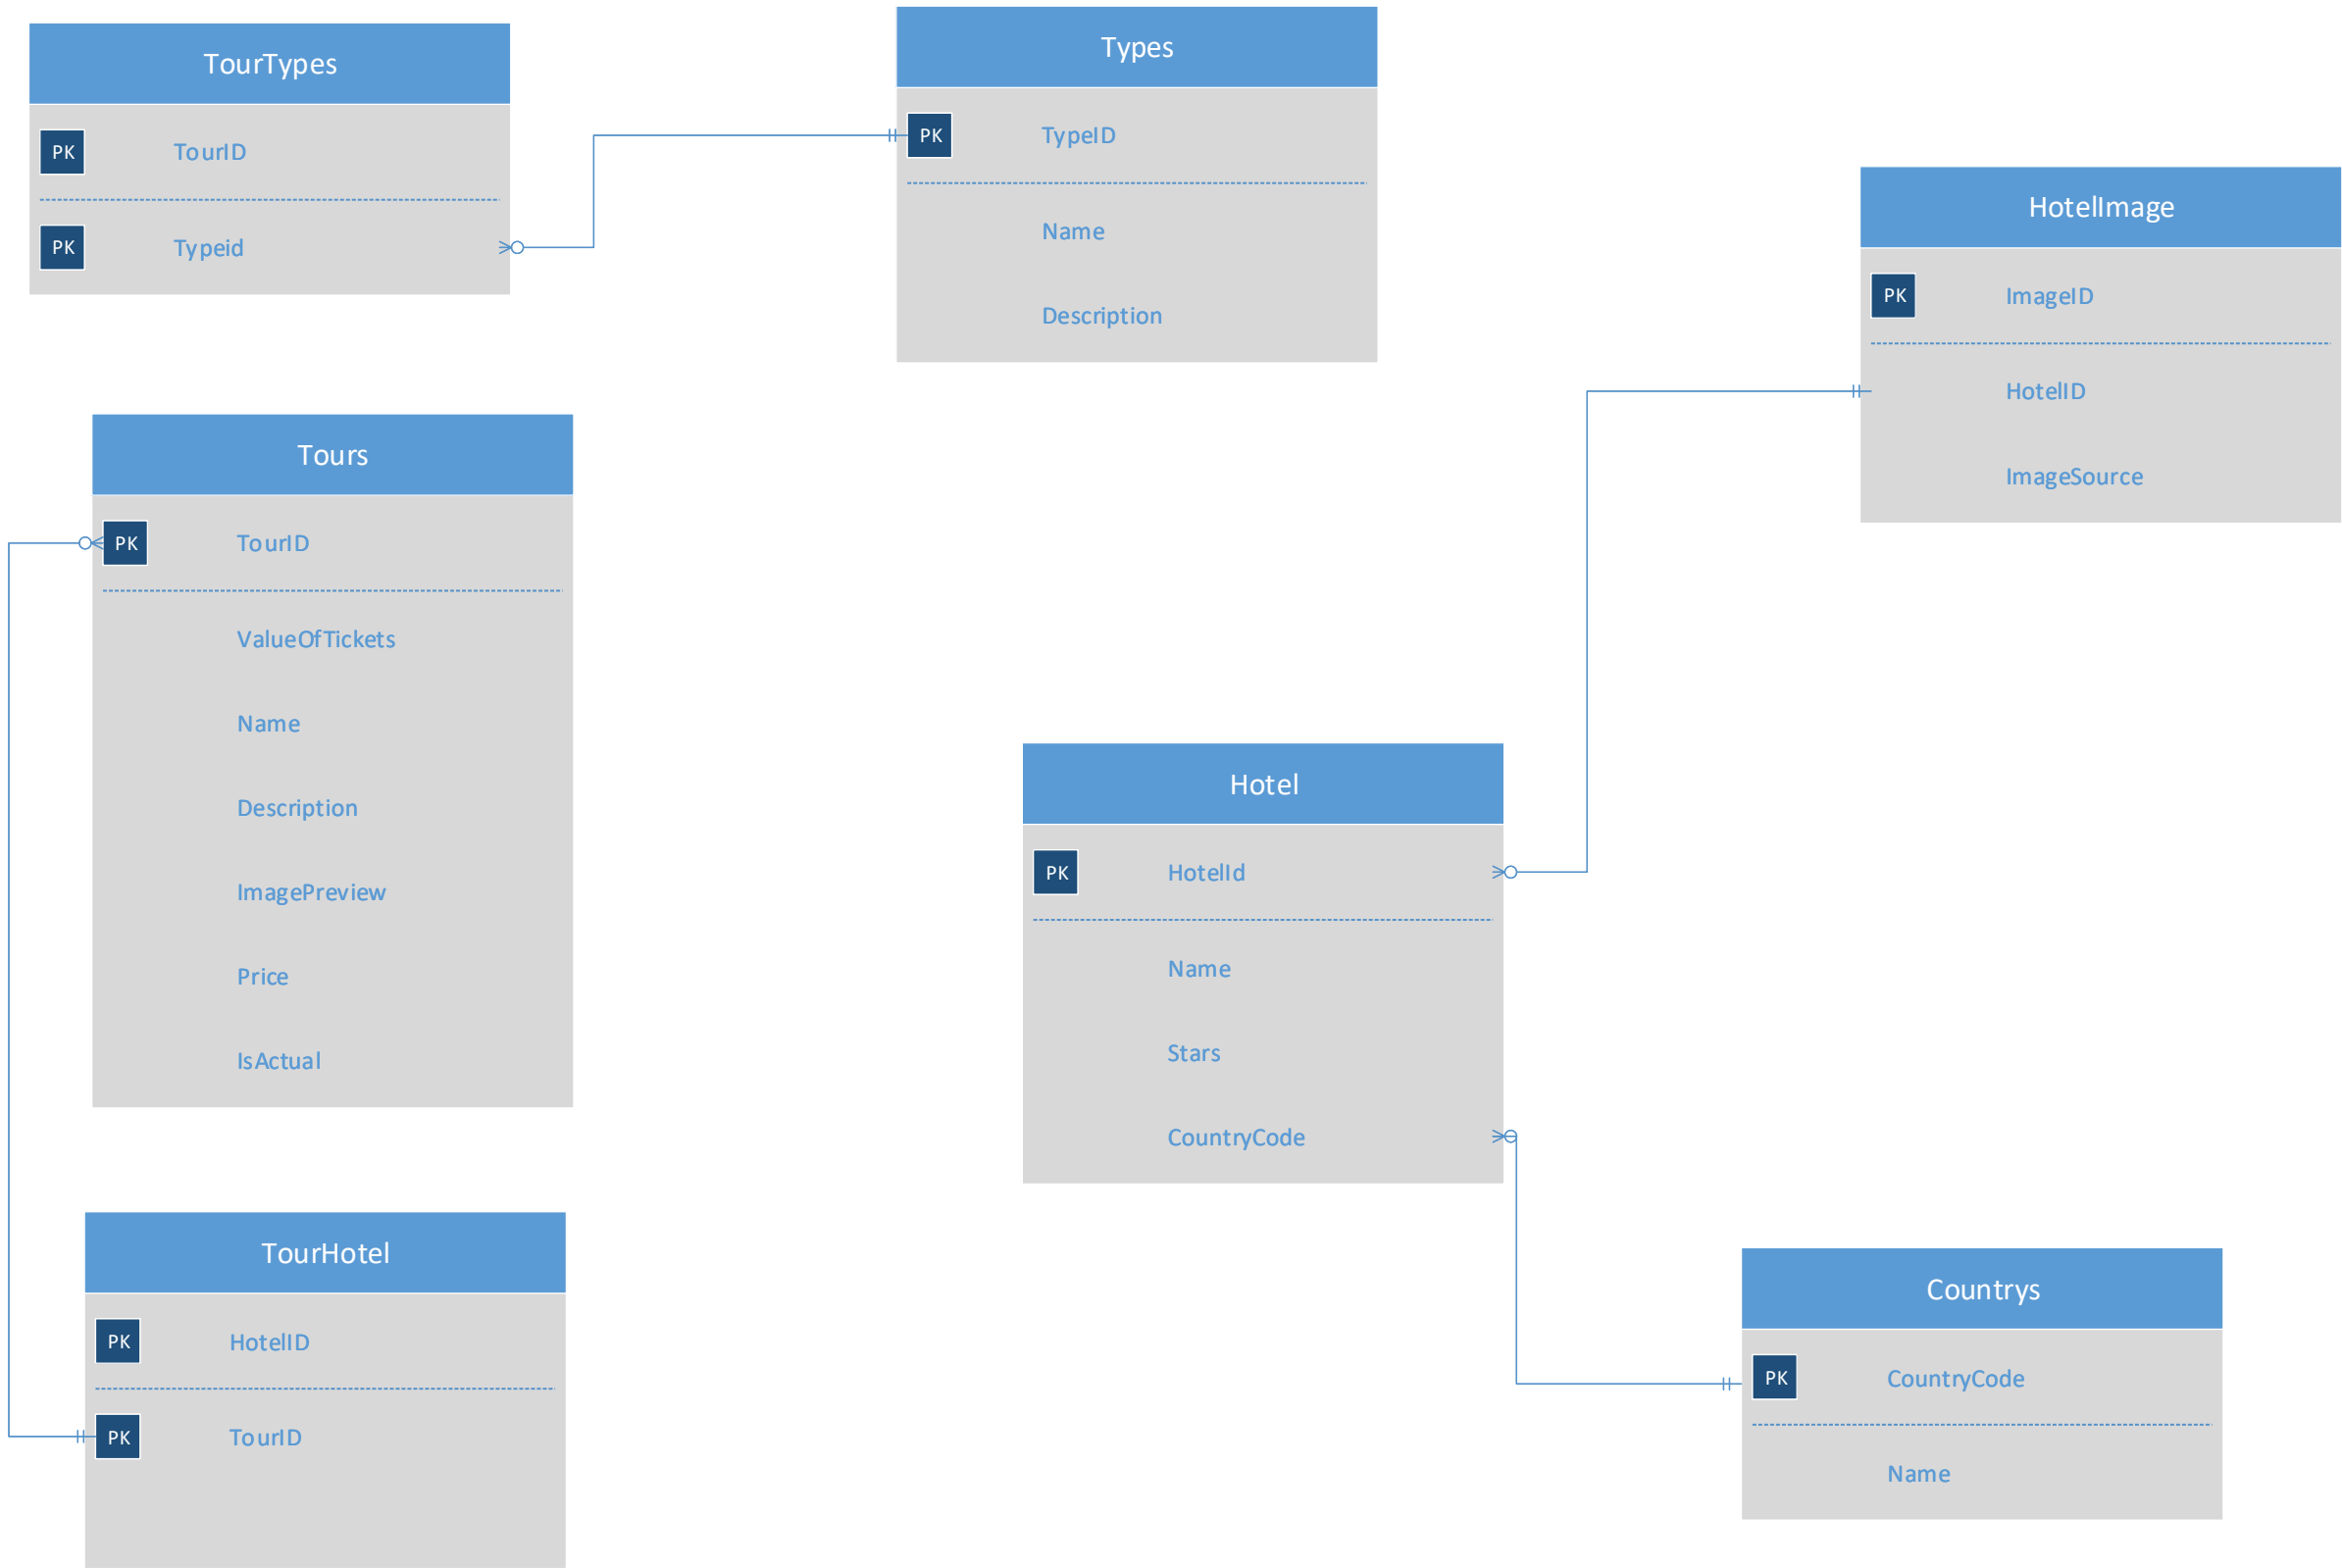 TourTypes
PK TourID
PK Typeid
Types
PK TypeID
Name
Description
HotelImage
PK ImageID
HotelID
ImageSource
Tours
PK TourID
ValueOfTickets
Name
Description
ImagePreview
Price
IsActual
Hotel
PK HotelId
Name
Stars
CountryCode
TourHotel
PK HotelID
PK TourID
Countrys
PK CountryCode
Name